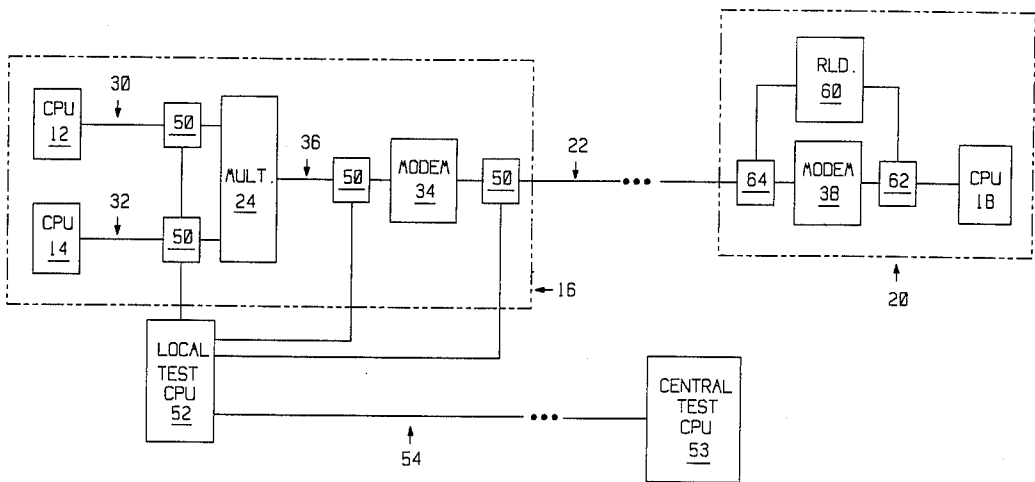 30
CPU
12
50
32
CPU
14
50
MULT.
24
36
50
MODEM
34
50
22
16
RLD.
60
64
MODEM
38
62
CPU
18
20
LOCAL
TEST
CPU
52
54
CENTRAL
TEST
CPU
53